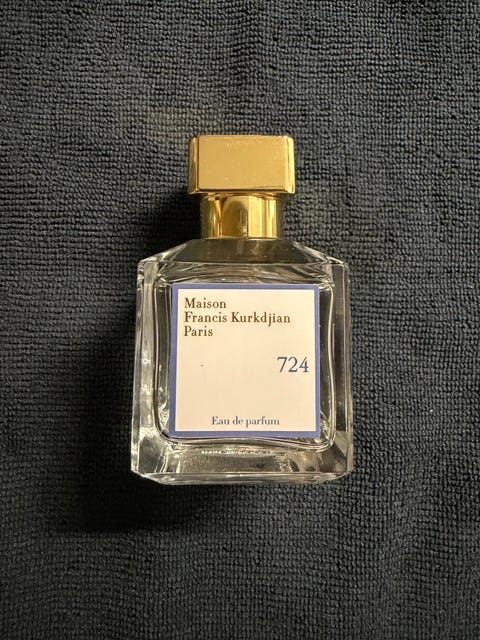 Maison
Francis Kurkdjian
Paris
724
Eau de parfum